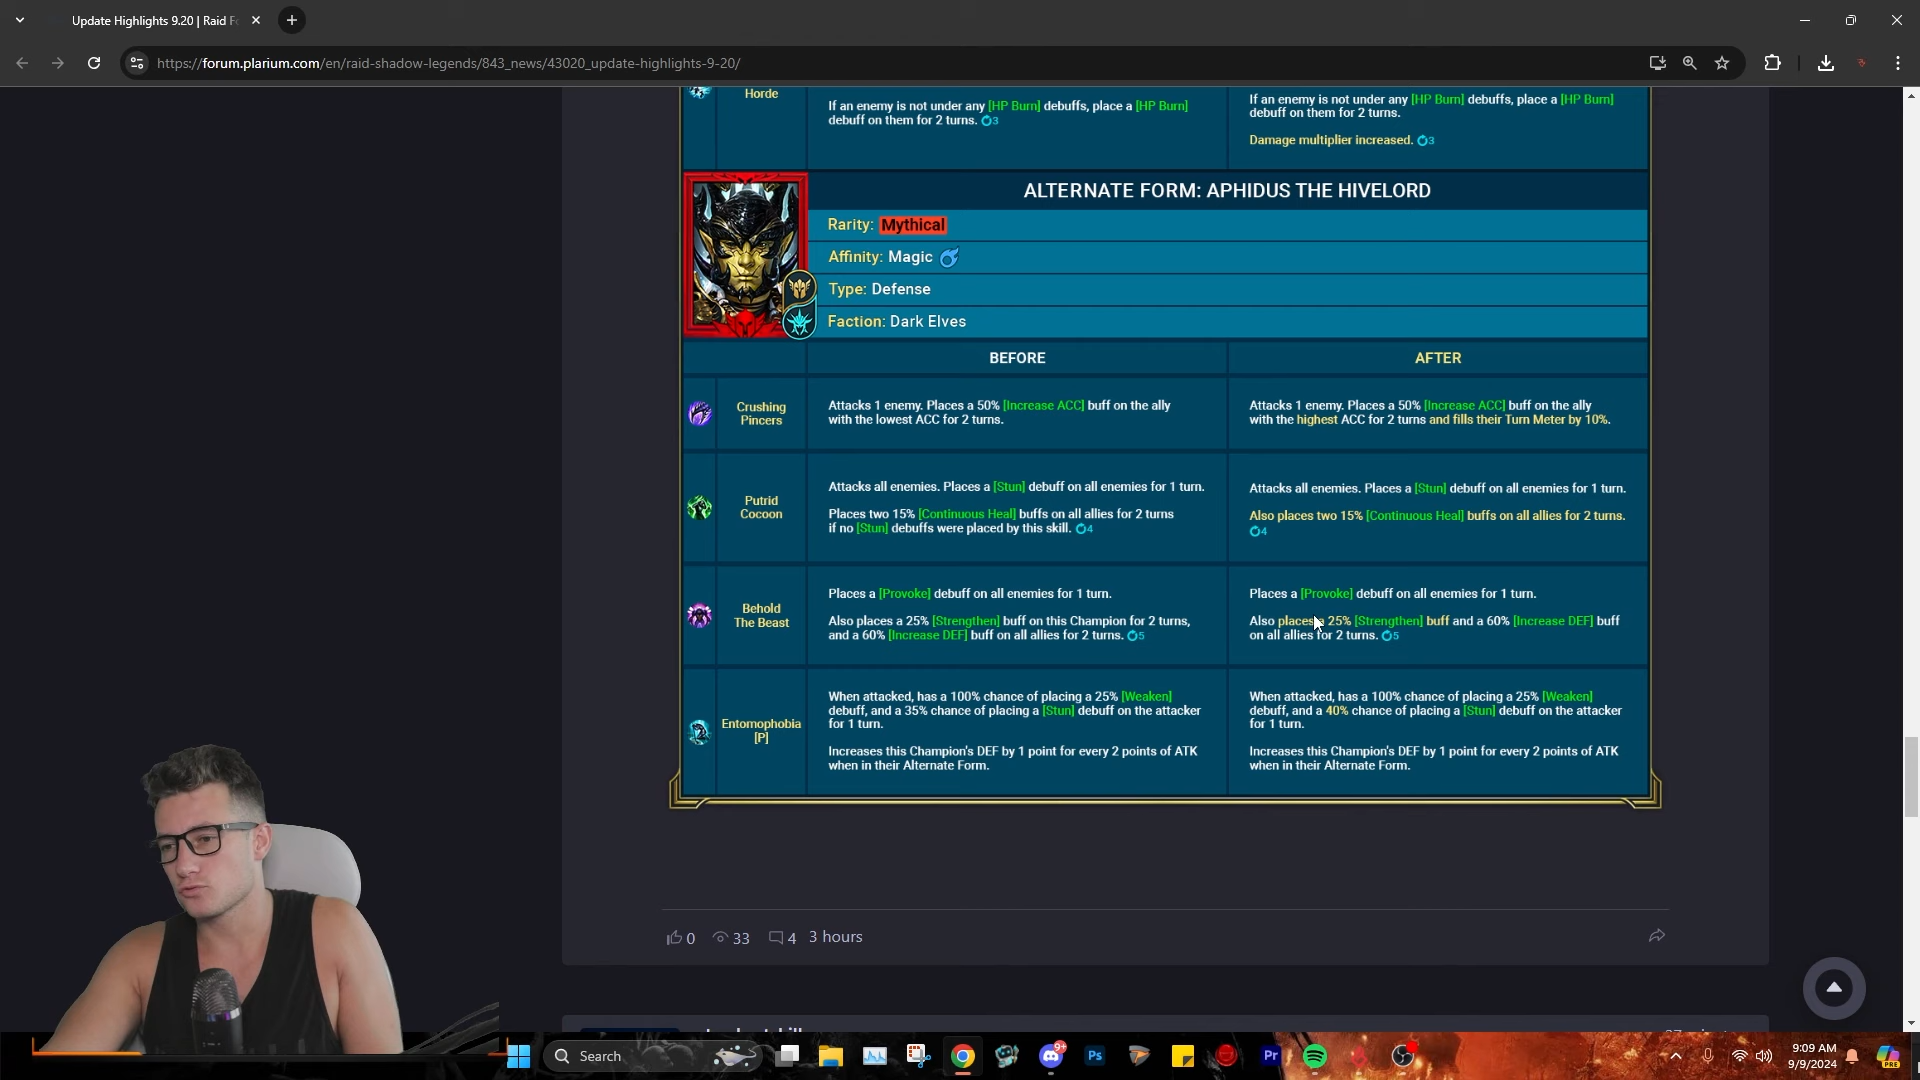 Update Highlights 9.20 | Raid
https://forum.plarium.com/en/raid-shadow-legends/843_news/43020_update-highlights-9-20/
Horde
If an enemy is not under any [HP Burn] debuffs, place a [HP Burn]
debuff on them for 2 turns. 3
If an enemy is not under any [HP Burn] debuffs, place a [HP Burn]
debuff on them for 2 turns.
Damage multiplier increased. 3
ALTERNATE FORM: APHIDUS THE HIVELORD
Rarity: Mythical
Affinity: Magic
Type: Defense
Faction: Dark Elves
BEFORE
AFTER
Crushing
Pincers
Attacks 1 enemy. Places a 50% [Increase ACC] buff on the ally
with the lowest ACC for 2 turns.
Attacks 1 enemy. Places a 50% [Increase ACC] buff on the ally
with the highest ACC for 2 turns and fills their Turn Meter by 10%.
Putrid
Cocoon
Attacks all enemies. Places a [Stun] debuff on all enemies for 1 turn.
Places two 15% [Continuous Heal] buffs on all allies for 2 turns
if no [Stun] debuffs were placed by this skill. 4
Attacks all enemies. Places a [Stun] debuff on all enemies for 1 turn.
Also places two 15% [Continuous Heal] buffs on all allies for 2 turns.
4
Behold
The Beast
Places a [Provoke] debuff on all enemies for 1 turn.
Also places a 25% [Strengthen] buff on this Champion for 2 turns,
and a 60% [Increase DEF] buff on all allies for 2 turns. 5
Places a [Provoke] debuff on all enemies for 1 turn.
Also places a 25% [Strengthen] buff and a 60% [Increase DEF] buff
on all allies for 2 turns. 5
Entomophobia
[P]
When attacked, has a 100% chance of placing a 25% [Weaken]
debuff, and a 35% chance of placing a [Stun] debuff on the attacker
for 1 turn.
Increases this Champion's DEF by 1 point for every 2 points of ATK
when in their Alternate Form.
When attacked, has a 100% chance of placing a 25% [Weaken]
debuff, and a 40% chance of placing a [Stun] debuff on the attacker
for 1 turn.
Increases this Champion's DEF by 1 point for every 2 points of ATK
when in their Alternate Form.
0 33 4 3 hours
Search
9+
Ps
Pr
9:09 AM
9/9/2024
PRE